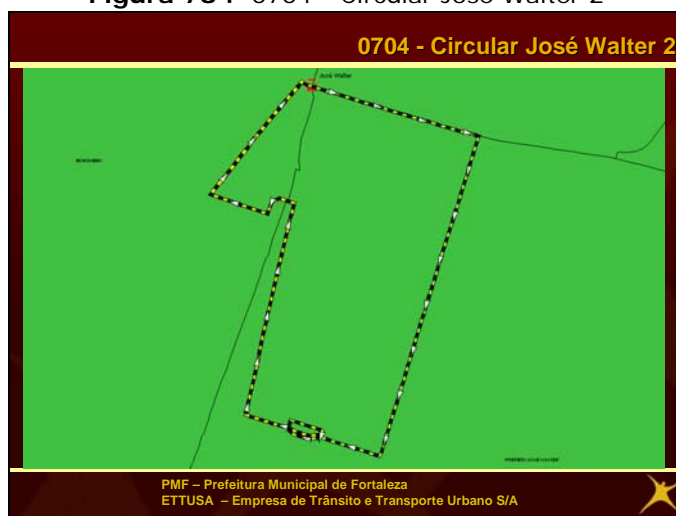 Figura 784: 0704 - Circular José Walter 2
0704 - Circular José Walter 2
José Walter
PMF – Prefeitura Municipal de Fortaleza
ETTUSA – Empresa de Trânsito e Transporte Urbano S/A